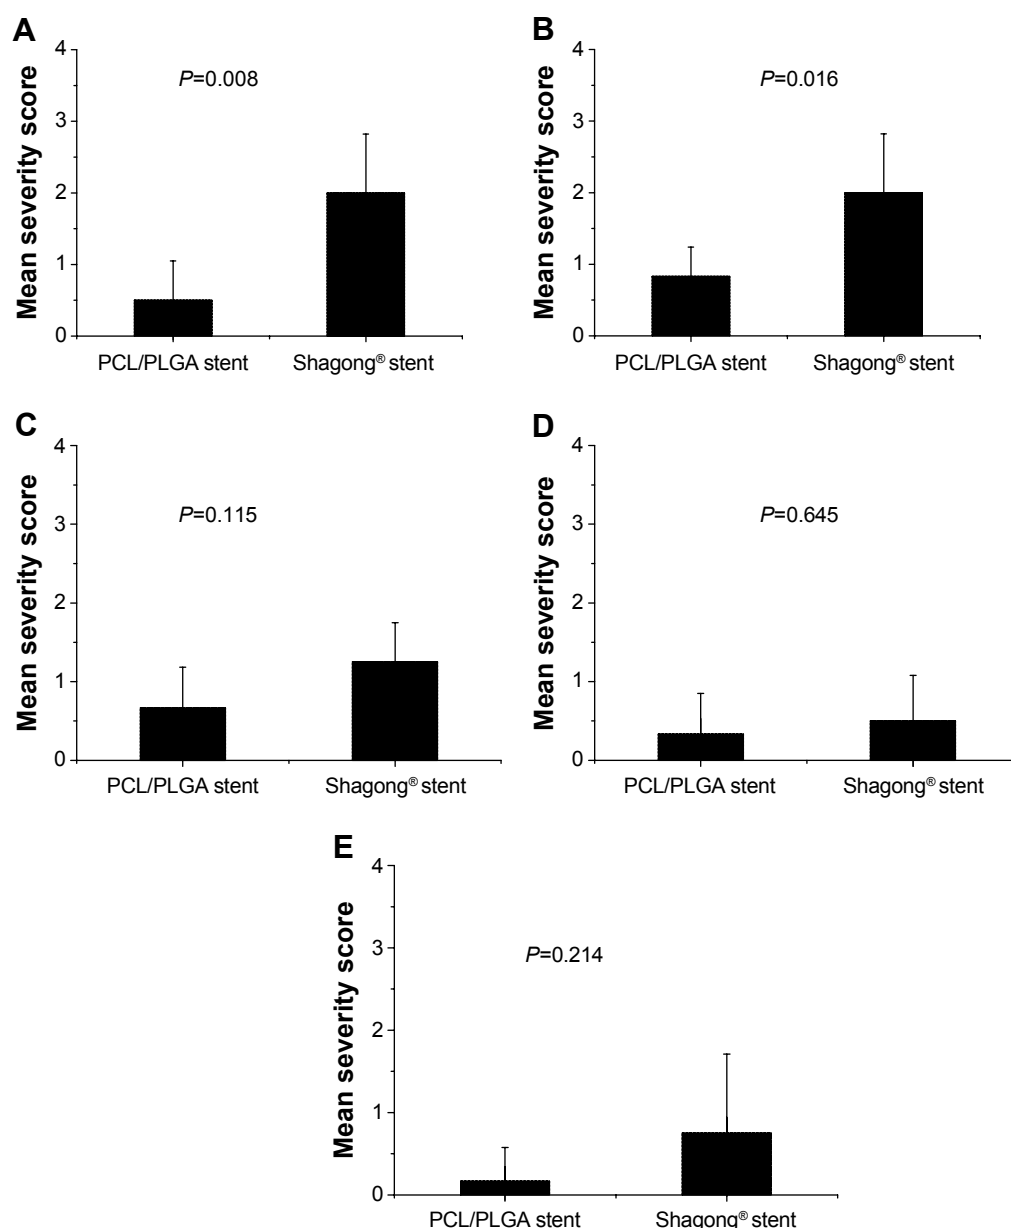 A
Mean severity score
4
3
2
1
0
P=0.008
PCL/PLGA stent
Shagong® stent
B
Mean severity score
4
3
2
1
0
P=0.016
PCL/PLGA stent
Shagong® stent
C
Mean severity score
4
3
2
1
0
P=0.115
PCL/PLGA stent
Shagong® stent
D
Mean severity score
4
3
2
1
0
P=0.645
PCL/PLGA stent
Shagong® stent
E
Mean severity score
4
3
2
1
0
P=0.214
PCL/PLGA stent
Shagong® stent